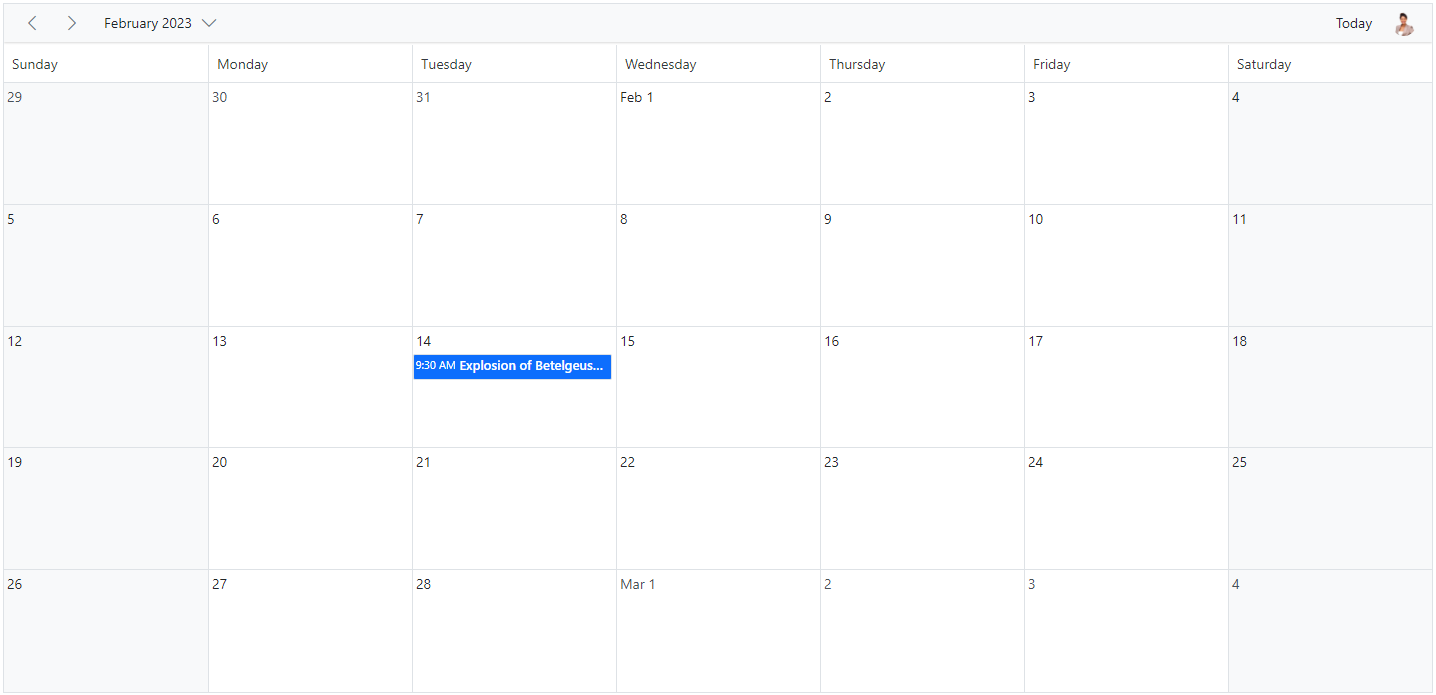 February 2023 Today
Sunday Monday Tuesday Wednesday Thursday Friday Saturday
29 30 31 Feb 1 2 3 4
5 6 7 8 9 10 11
12 13 14 15 16 17 18
9:30 AM Explosion of Betelgeus...
19 20 21 22 23 24 25
26 27 28 Mar 1 2 3 4